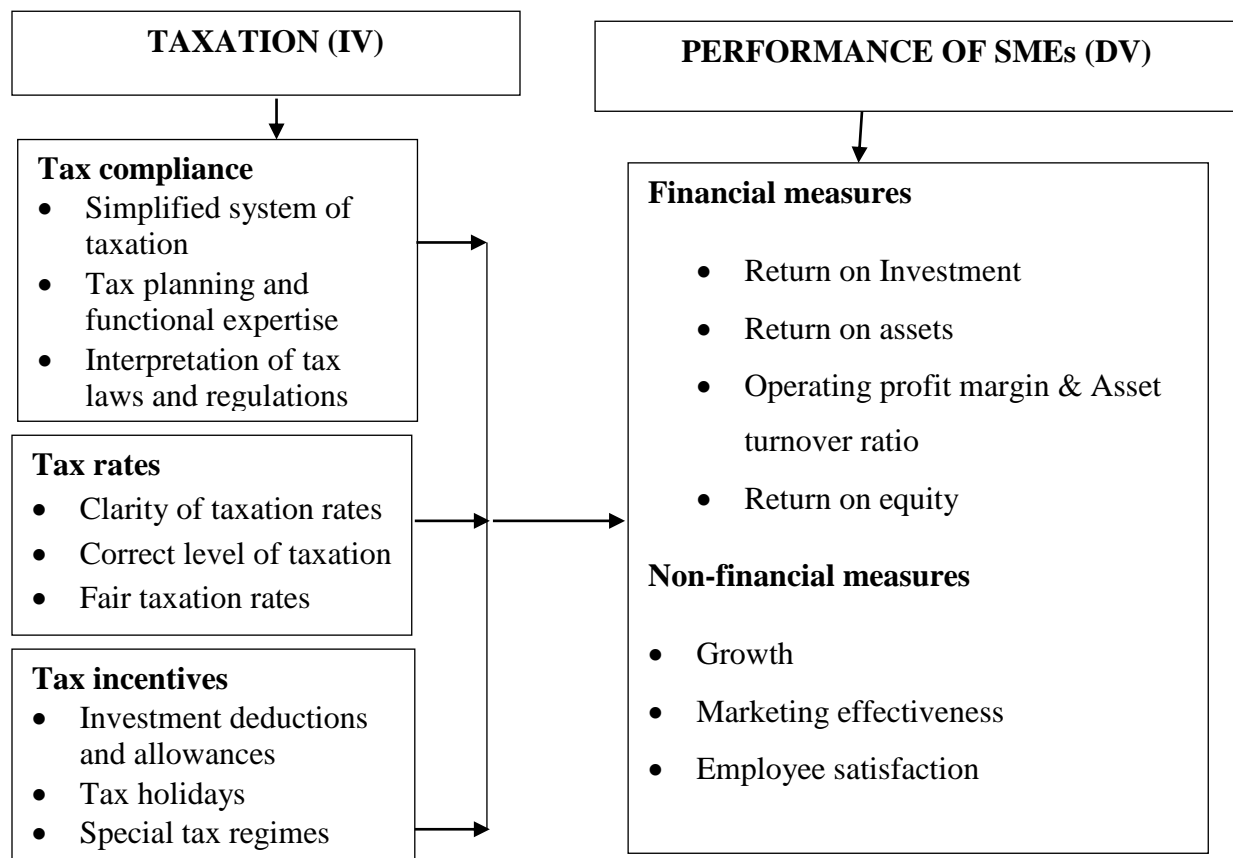 TAXATION (IV)
PERFORMANCE OF SMEs (DV)
Tax compliance
• Simplified system of
taxation
• Tax planning and
functional expertise
• Interpretation of tax
laws and regulations
Tax rates
• Clarity of taxation rates
• Correct level of taxation
• Fair taxation rates
Tax incentives
• Investment deductions
and allowances
• Tax holidays
• Special tax regimes
Financial measures
• Return on Investment
• Return on assets
• Operating profit margin & Asset
turnover ratio
• Return on equity
Non-financial measures
• Growth
• Marketing effectiveness
• Employee satisfaction